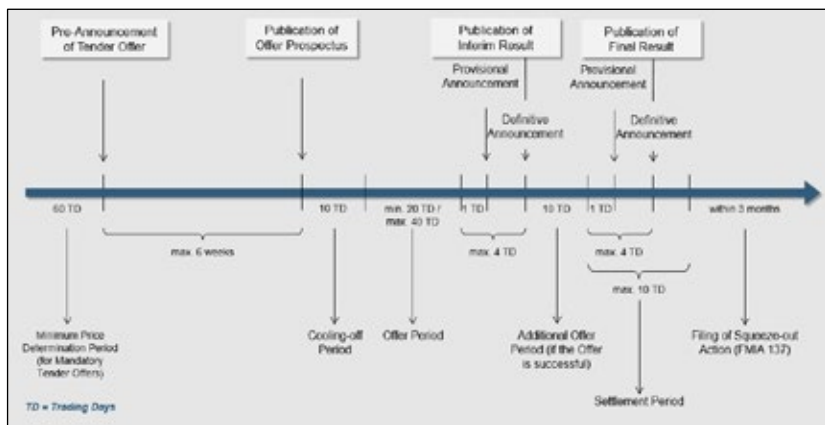 Pre-Announcement
of Tender Offer
Publication of
Offer Prospectus
Publication of
Interim Result
Publication of
Final Result
Provisional
Announcement
Provisional
Announcement
Definitive
Announcement
Definitive
Announcement
60 TD
10 TD
min. 20 TD /
max. 40 TD
1 TD
10 TD
1 TD
within 3 months
max. 6 weeks
max. 4 TD
max. 4 TD
max. 10 TD
Minimum Price
Determination Period
(for Mandatory
Tender Offers)
Cooling-off
Period
Offer Period
Additional Offer
Period (if the Offer
is successful)
Filing of Squeeze-out
Action (FMIA 137)
Settlement Period
TD = Trading Days